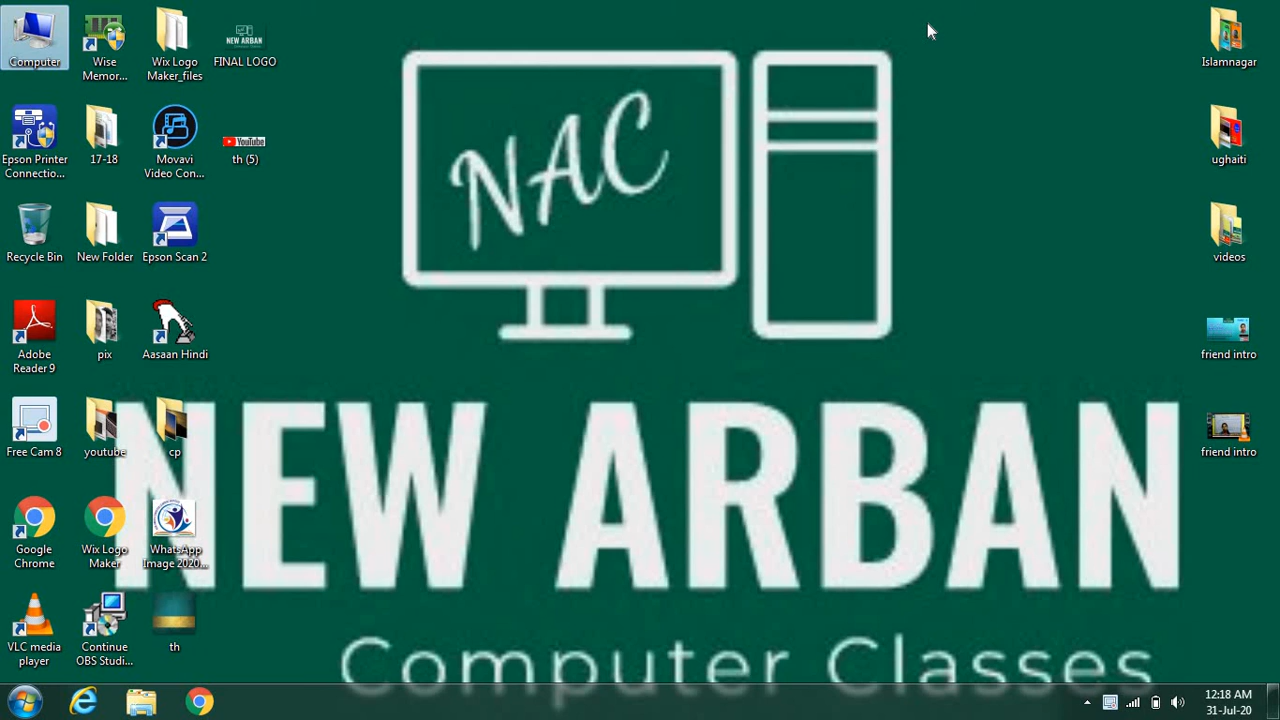 Computer
Wise
Memor...
Wix Logo
Maker_files
NEW ARBAN
FINAL LOGO
Islamnagar
NAC
Epson Printer
Connectio...
17-18
Movavi
Video Con...
YouTube
th (5)
ughaiti
Recycle Bin
New Folder
Epson Scan 2
videos
Adobe
Reader 9
pix
Aasaan Hindi
friend intro
NEW ARBAN
Free Cam 8
youtube
cp
friend intro
Google
Chrome
Wix Logo
Maker
WhatsApp
Image 2020...
Computer Classes
VLC media
player
Continue
OBS Studi...
th
12:18 AM
31-Jul-20